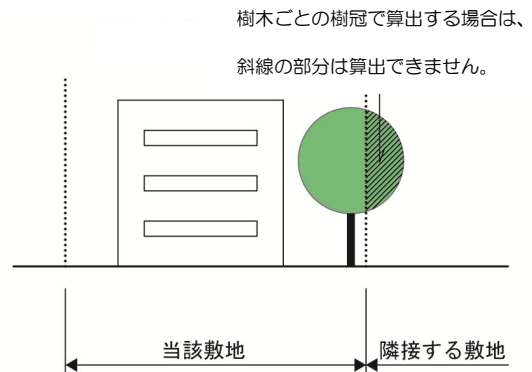 樹木ごとの樹冠で算出する場合は、
斜線の部分は算出できません。
当該敷地
隣接する敷地